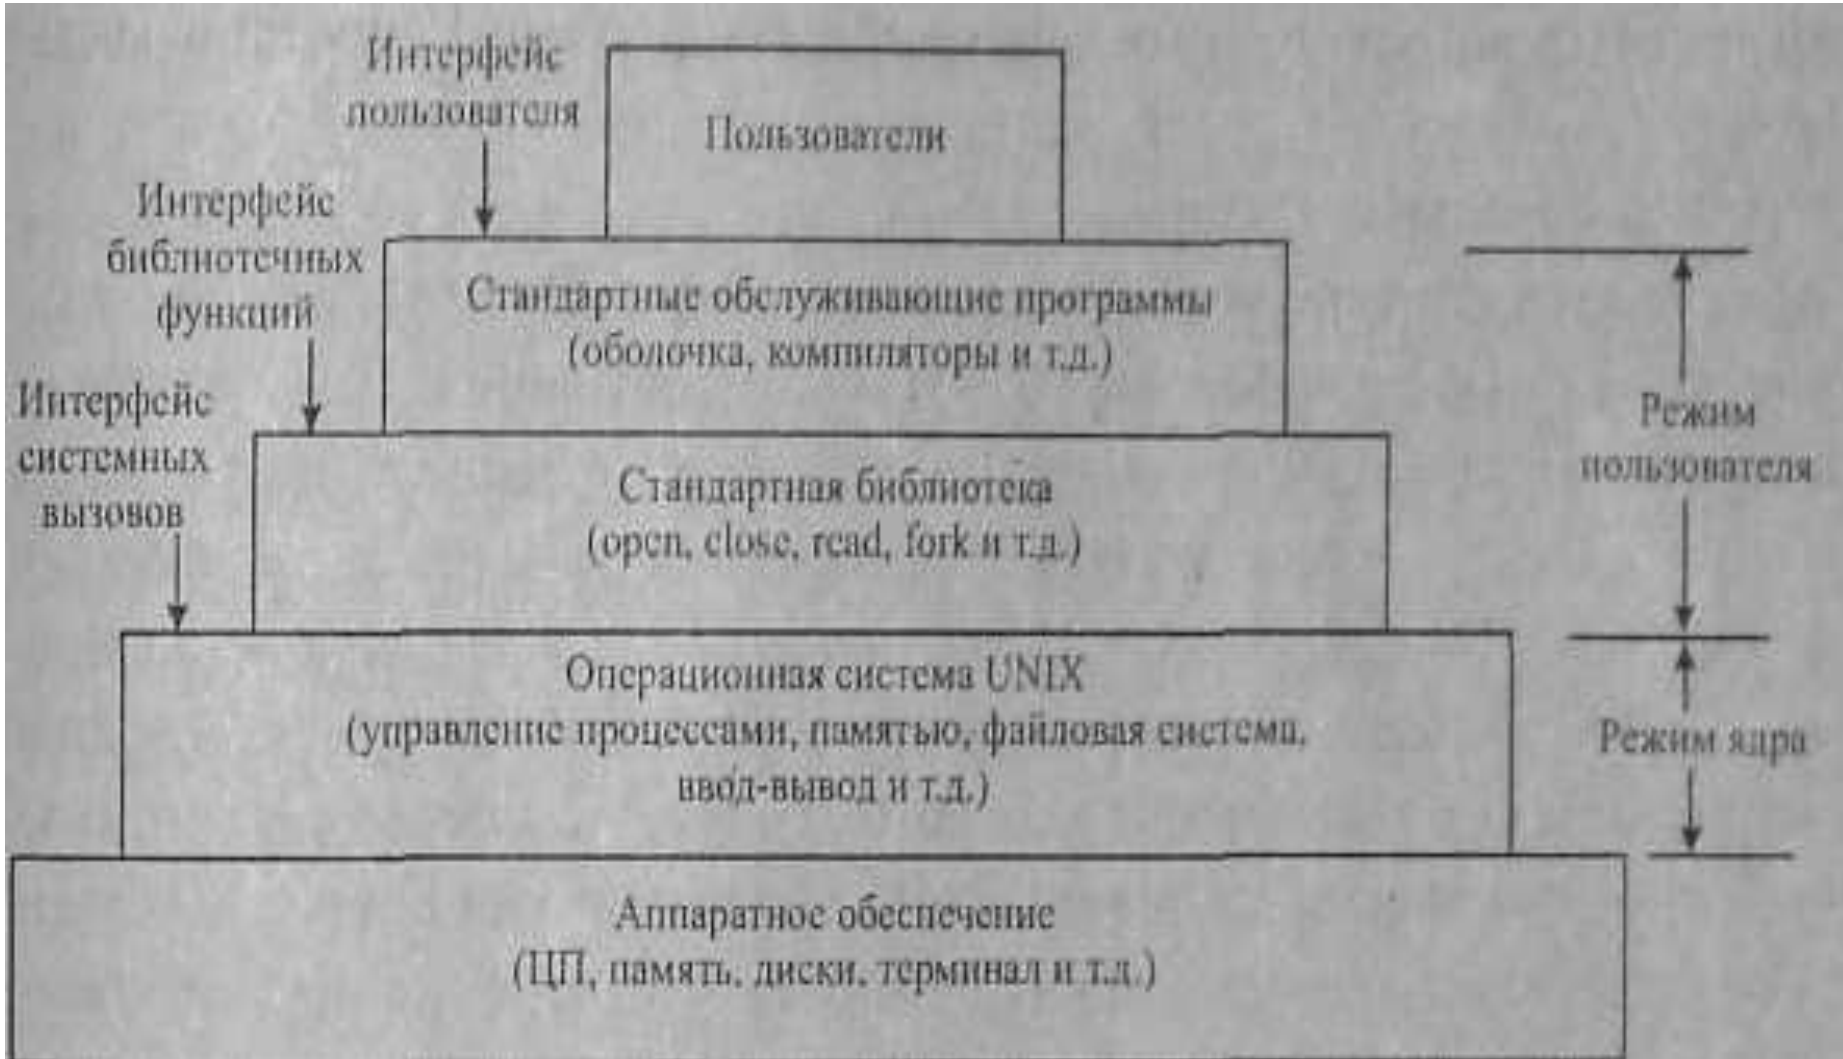 Интерфейс
пользователя
Пользователи
Интерфейс
библиотечных
функций
Стандартные обслуживающие программы
(оболочка, компиляторы и т.д.)
Интерфейс
системных
вызовов
Стандартная библиотека
(open, close, read, fork и т.д.)
Режим
пользователя
Операционная система UNIX
(управление процессами, памятью, файловая система,
ввод-вывод и т.д.)
Режим ядра
Аппаратное обеспечение
(ЦП, память, диски, терминал и т.д.)